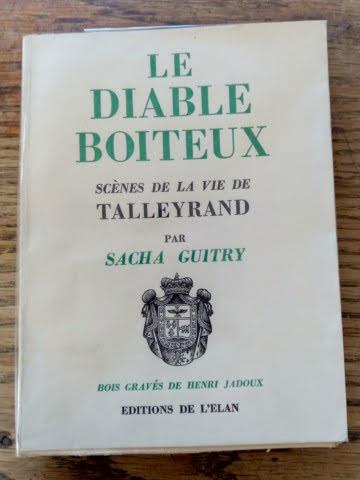 LE
DIABLE
BOITEUX
SCÈNES DE LA VIE DE
TALLEYRAND
PAR
SACHA GUITRY
BOIS GRAVÉS DE HENRI JADOUX
EDITIONS DE L'ELAN